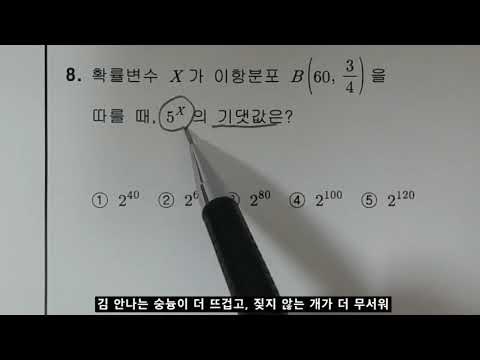 8. 확률변수 X가 이항분포 B(60, 3/4)을
따를 때, 5^X의 기댓값은?
① 2^40 ② 2^6 ③ 2^80 ④ 2^100 ⑤ 2^120
김 안나는 숭늉이 더 뜨겁고, 짖지 않는 개가 더 무서워